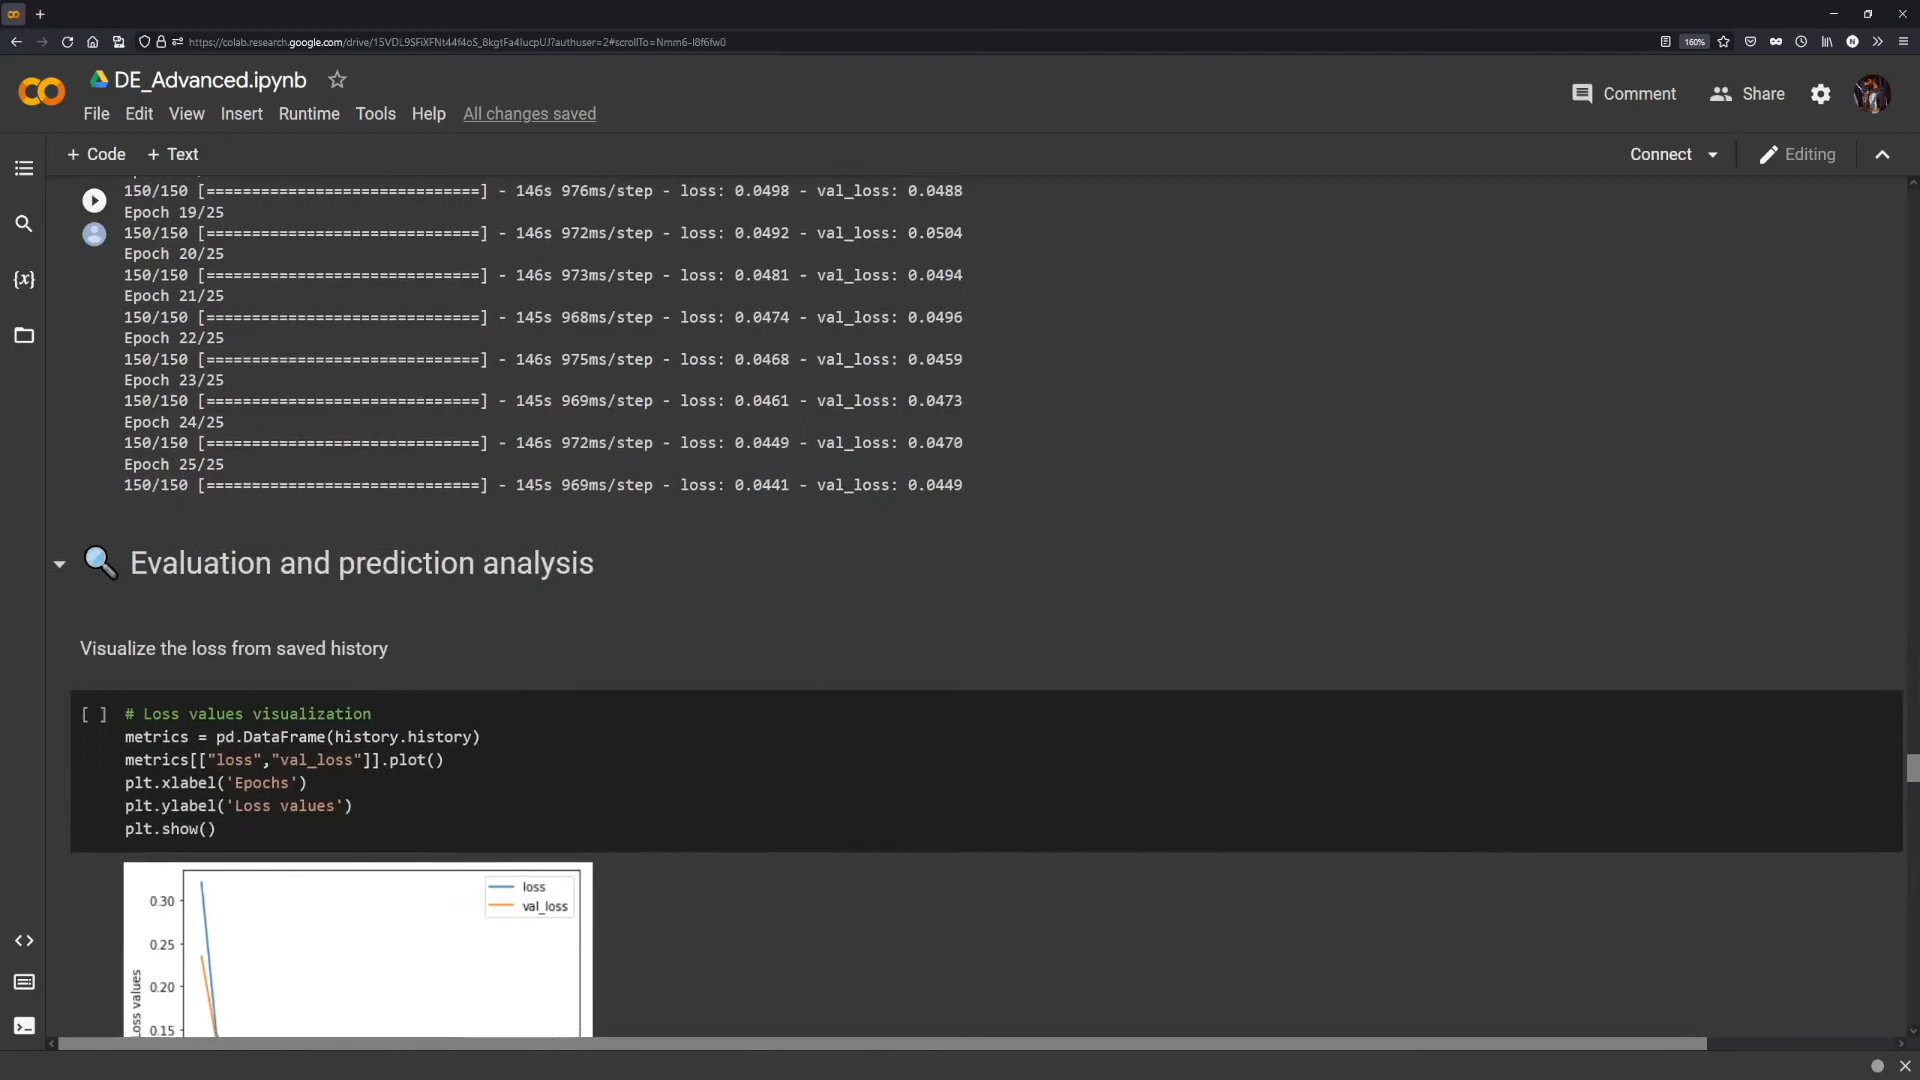 https://colab.research.google.com/drive/15VDL9SFiXFNt44f4oS_8kgtFa4IucpUJ?authuser=2#scrollTo=Nmm6-I8f6fw0
160%
DE_Advanced.ipynb
Comment
Share
File Edit View Insert Runtime Tools Help All changes saved
+ Code + Text
Connect
Editing
150/150 [==============================] - 146s 976ms/step - loss: 0.0498 - val_loss: 0.0488
Epoch 19/25
150/150 [==============================] - 146s 972ms/step - loss: 0.0492 - val_loss: 0.0504
Epoch 20/25
150/150 [==============================] - 146s 973ms/step - loss: 0.0481 - val_loss: 0.0494
Epoch 21/25
150/150 [==============================] - 145s 968ms/step - loss: 0.0474 - val_loss: 0.0496
Epoch 22/25
150/150 [==============================] - 146s 975ms/step - loss: 0.0468 - val_loss: 0.0459
Epoch 23/25
150/150 [==============================] - 145s 969ms/step - loss: 0.0461 - val_loss: 0.0473
Epoch 24/25
150/150 [==============================] - 146s 972ms/step - loss: 0.0449 - val_loss: 0.0470
Epoch 25/25
150/150 [==============================] - 145s 969ms/step - loss: 0.0441 - val_loss: 0.0449
Evaluation and prediction analysis
Visualize the loss from saved history
[ ] # Loss values visualization
metrics = pd.DataFrame(history.history)
metrics[["loss","val_loss"]].plot()
plt.xlabel('Epochs')
plt.ylabel('Loss values')
plt.show()
loss
val_loss
0.30
0.25
0.20
0.15
Loss values